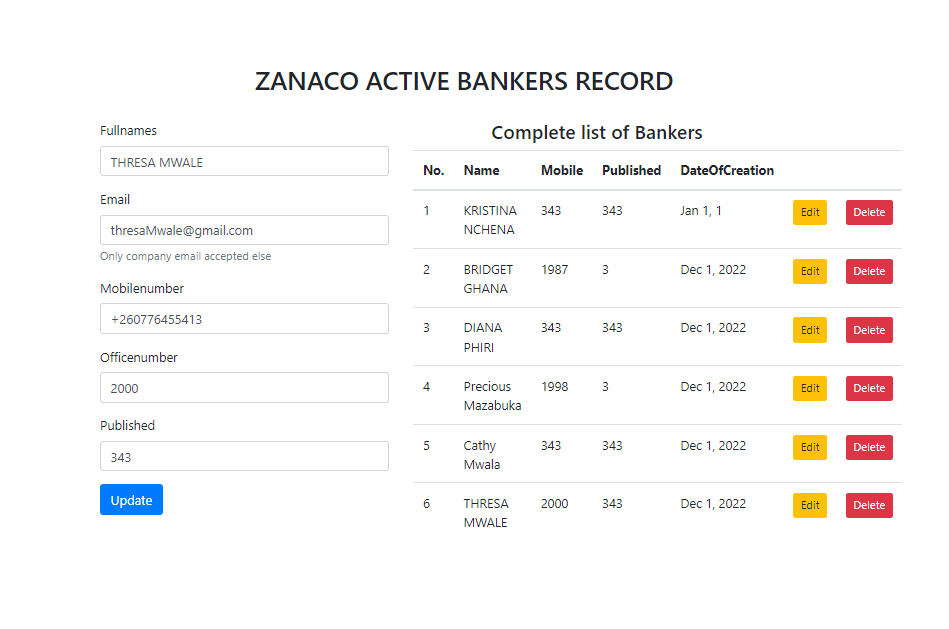 ZANACO ACTIVE BANKERS RECORD
Fullnames
THRESA MWALE
Email
thresaMwale@gmail.com
Only company email accepted else
Mobilenumber
+260776455413
Officenumber
2000
Published
343
Update
Complete list of Bankers
No. Name Mobile Published DateOfCreation
1 KRISTINA 343 343 Jan 1, 1 Edit Delete
NCHENA
2 BRIDGET 1987 3 Dec 1, 2022 Edit Delete
GHANA
3 DIANA 343 343 Dec 1, 2022 Edit Delete
PHIRI
4 Precious 1998 3 Dec 1, 2022 Edit Delete
Mazabuka
5 Cathy 343 343 Dec 1, 2022 Edit Delete
Mwala
6 THRESA 2000 343 Dec 1, 2022 Edit Delete
MWALE